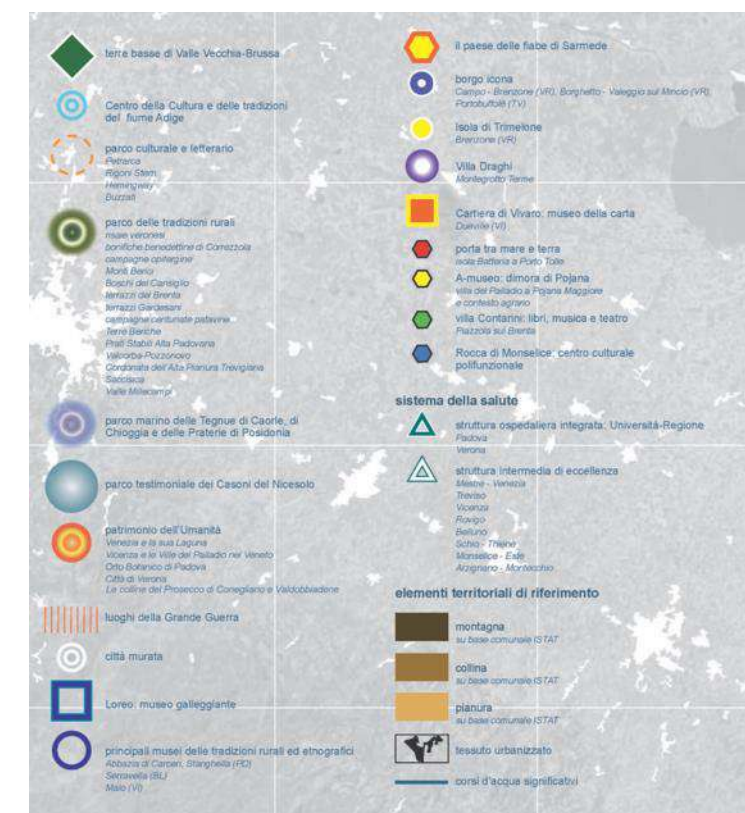 terre basse di Valle Vecchia-Brussa
Centro della Cultura e delle tradizioni
del fiume Adige
parco culturale e letterario
Petrarca
Rigoni Stern
Hemingway
Buzzati
parco delle tradizioni rurali
risaie veronesi
bonifiche benedettine di Correzzola
campagne opitergine
Monti Berici
Boschi del Cansiglio
terrazzi del Brenta
terrazzi Gardesani
campagne centuriate patavine
Terre Beriche
Prati Stabili Alta Padovana
Valcorba-Pozzonovo
Cordonata dell'Alta Pianura Trevigiana
Saccisica
Valle Millecampi
parco marino delle Tegnue di Caorle, di
Chioggia e delle Praterie di Posidonia
parco testimoniale dei Casoni del Nicesolo
patrimonio dell'Umanità
Venezia e la sua Laguna
Vicenza e le Ville del Palladio nel Veneto
Orto Botanico di Padova
Città di Verona
Le colline del Prosecco di Conegliano e Valdobbiadene
luoghi della Grande Guerra
città murata
Loreo: museo galleggiante
principali musei delle tradizioni rurali ed etnografici
Abbazia di Carceri, Stanghella (PD)
Serravella (BL)
Malo (VI)
il paese delle fiabe di Sarmede
borgo icona
Campo - Brenzone (VR), Borghetto - Valeggio sul Mincio (VR),
Portobuffolè (TV)
Isola di Trimelone
Brenzone (VR)
Villa Draghi
Montegrotto Terme
Cartiera di Vivaro: museo della carta
Dueville (VI)
porta tra mare e terra
isola Batteria a Porto Tolle
A-museo: dimora di Pojana
villa del Palladio a Pojana Maggiore
e contesto agrario
villa Contarini: libri, musica e teatro
Piazzola sul Brenta
Rocca di Monselice: centro culturale
polifunzionale
sistema della salute
struttura ospedaliera integrata: Università-Regione
Padova
Verona
struttura intermedia di eccellenza
Mestre - Venezia
Treviso
Vicenza
Rovigo
Belluno
Schio - Thiene
Monselice - Este
Arzignano - Montecchio
elementi territoriali di riferimento
montagna
su base comunale ISTAT
collina
su base comunale ISTAT
pianura
su base comunale ISTAT
tessuto urbanizzato
corsi d'acqua significativi